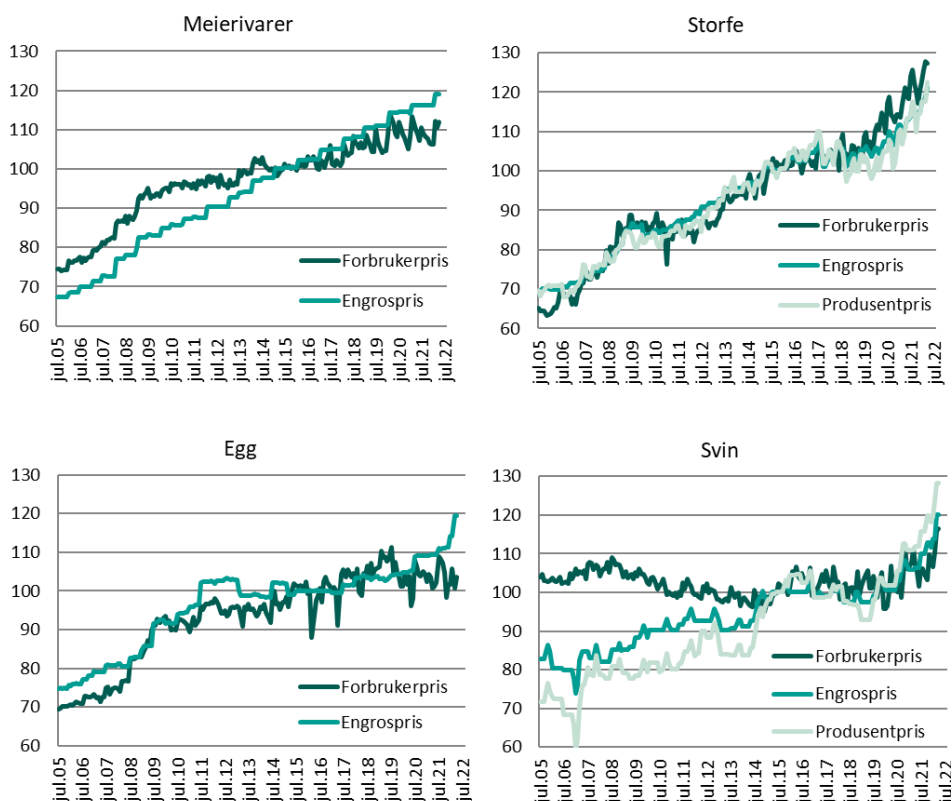 Meierivarer
130
120
110
100
90
80
70
60
Forbrukerpris
Engrospris
jul.05
jul.06
jul.07
jul.08
jul.09
jul.10
jul.11
jul.12
jul.13
jul.14
jul.15
jul.16
jul.17
jul.18
jul.19
jul.20
jul.21
jul.22
Storfe
130
120
110
100
90
80
70
60
Forbrukerpris
Engrospris
Produsentpris
jul.05
jul.06
jul.07
jul.08
jul.09
jul.10
jul.11
jul.12
jul.13
jul.14
jul.15
jul.16
jul.17
jul.18
jul.19
jul.20
jul.21
jul.22
Egg
130
120
110
100
90
80
70
60
Forbrukerpris
Engrospris
jul.05
jul.06
jul.07
jul.08
jul.09
jul.10
jul.11
jul.12
jul.13
jul.14
jul.15
jul.16
jul.17
jul.18
jul.19
jul.20
jul.21
jul.22
Svin
130
120
110
100
90
80
70
60
Forbrukerpris
Engrospris
Produsentpris
jul.05
jul.06
jul.07
jul.08
jul.09
jul.10
jul.11
jul.12
jul.13
jul.14
jul.15
jul.16
jul.17
jul.18
jul.19
jul.20
jul.21
jul.22